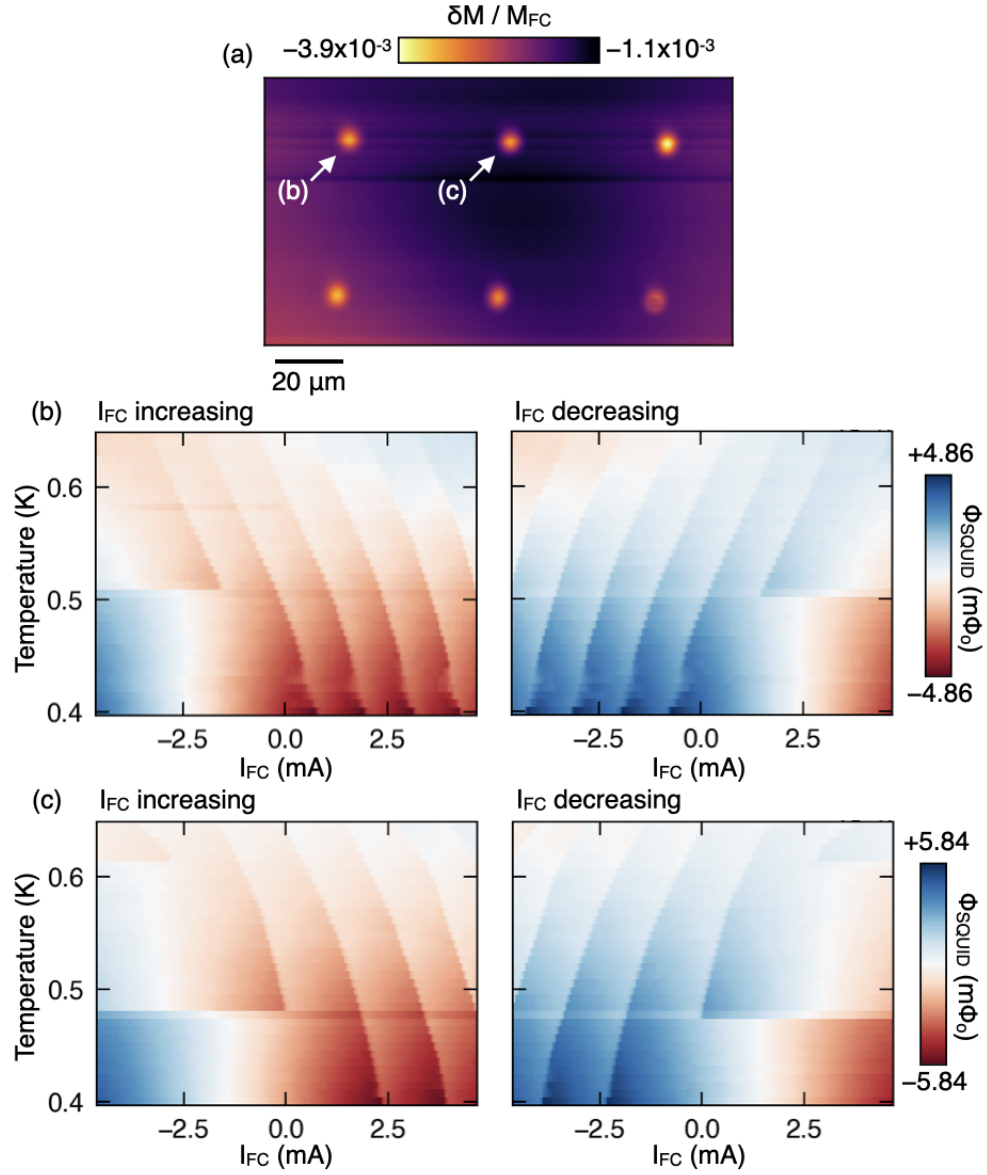 δM / M_FC
(a) −3.9x10⁻³ −1.1x10⁻³
(b) (c)
20 μm
(b) I_FC increasing I_FC decreasing
+4.86
Φ_SQUID (mΦ₀)
−4.86
Temperature (K)
0.6
0.5
0.4
−2.5 0.0 2.5 −2.5 0.0 2.5
I_FC (mA) I_FC (mA)
(c) I_FC increasing I_FC decreasing
+5.84
Φ_SQUID (mΦ₀)
−5.84
Temperature (K)
0.6
0.5
0.4
−2.5 0.0 2.5 −2.5 0.0 2.5
I_FC (mA) I_FC (mA)